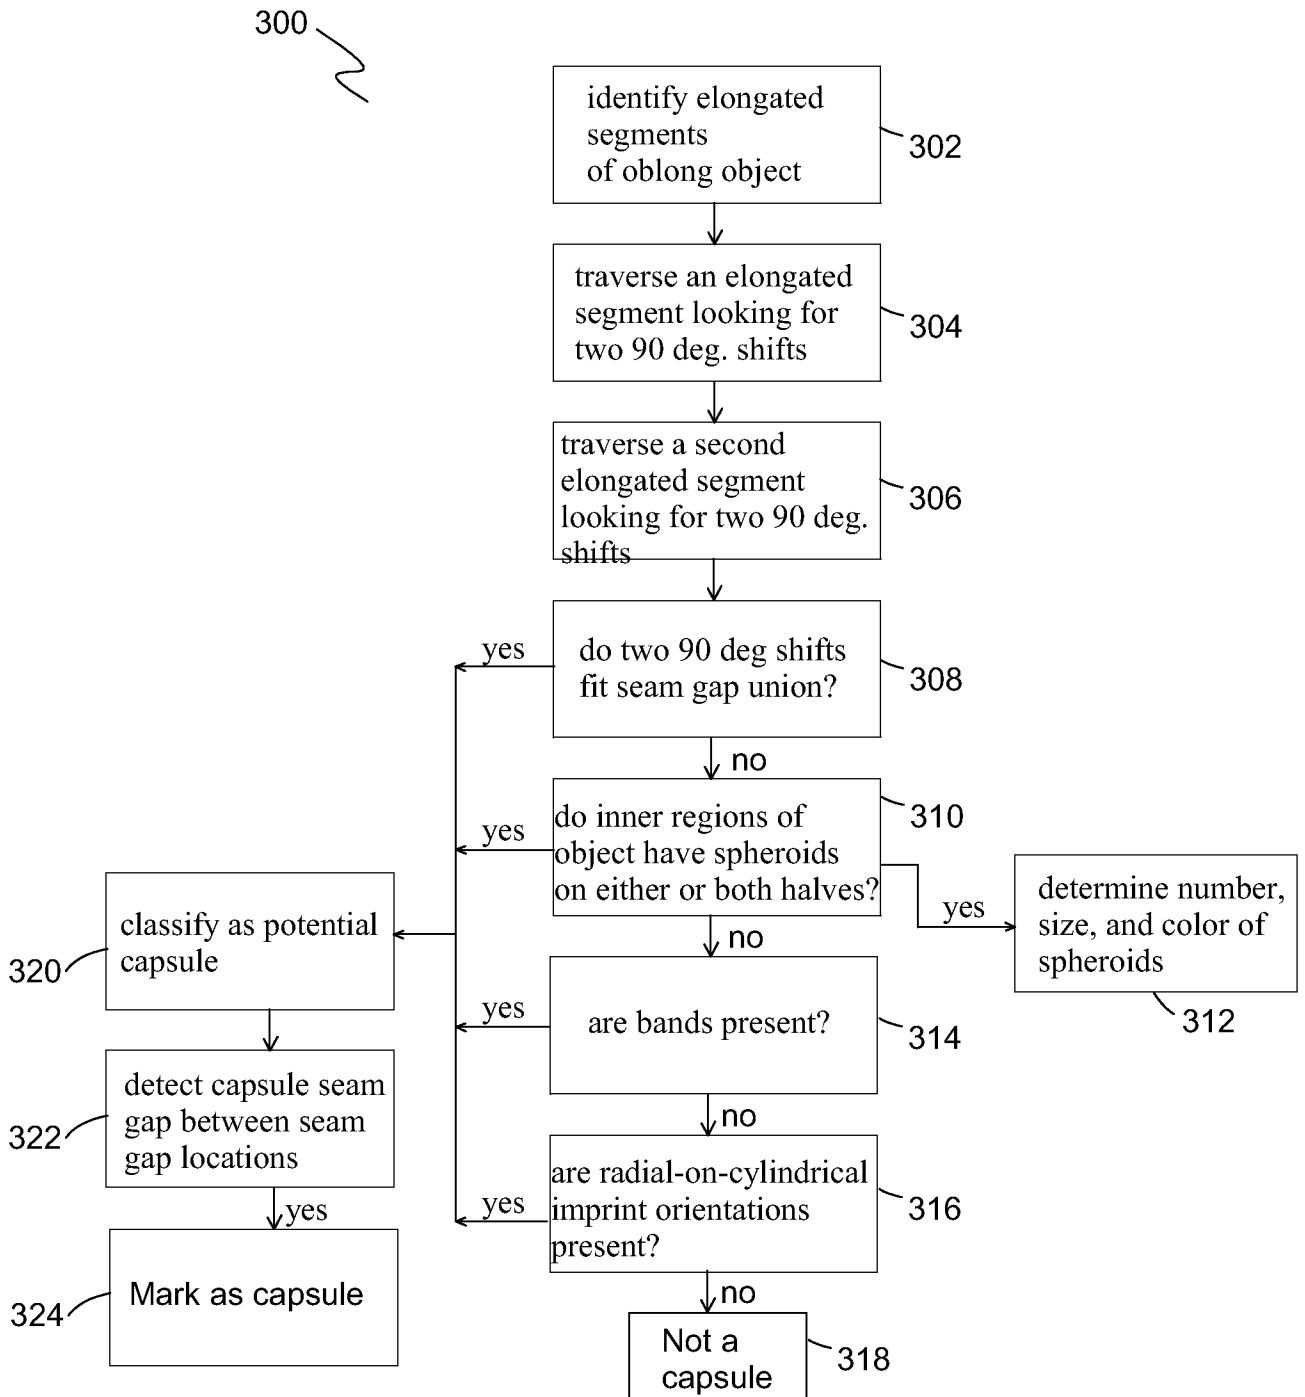 300
identify elongated
segments
of oblong object
302
traverse an elongated
segment looking for
two 90 deg. shifts
304
traverse a second
elongated segment
looking for two 90 deg.
shifts
306
do two 90 deg shifts
fit seam gap union?
308
yes
no
do inner regions of
object have spheroids
on either or both halves?
310
yes
yes
determine number,
size, and color of
spheroids
312
no
are bands present?
314
yes
no
are radial-on-cylindrical
imprint orientations
present?
316
yes
no
Not a
capsule
318
classify as potential
capsule
320
detect capsule seam
gap between seam
gap locations
322
yes
Mark as capsule
324